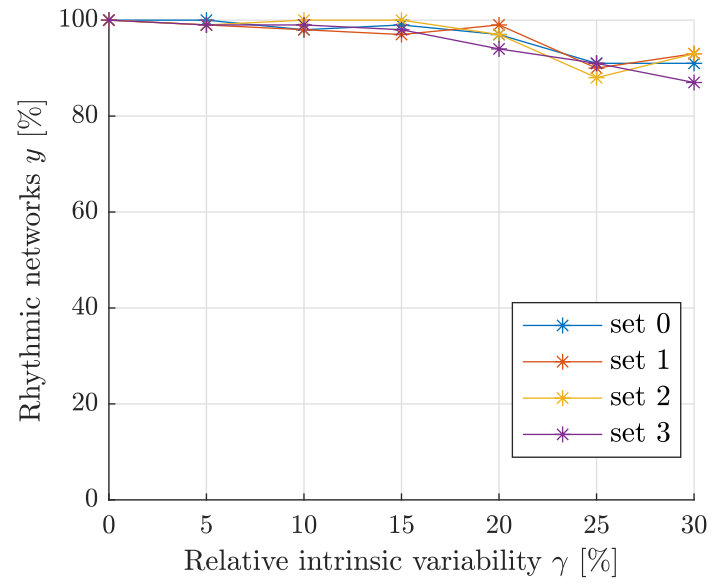 100
80
60
40
20
0
0 5 10 15 20 25 30
Rhythmic networks y [%]
Relative intrinsic variability γ [%]
set 0
set 1
set 2
set 3